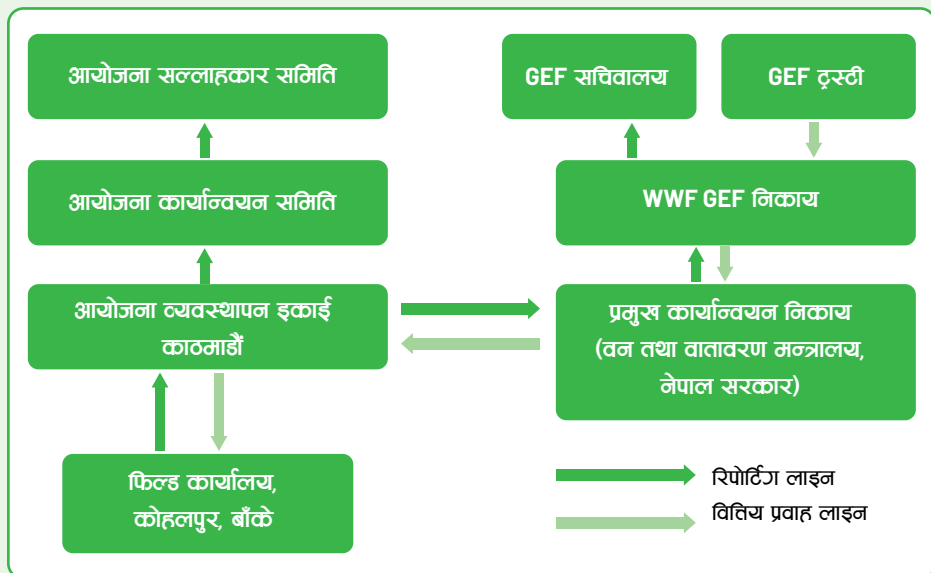 आयोजना सल्लाहकार समिति
GEF सचिवालय
GEF ट्रस्टी
आयोजना कार्यान्वयन समिति
WWF GEF निकाय
आयोजना व्यवस्थापन इकाई
काठमाडौं
प्रमुख कार्यान्वयन निकाय
(वन तथा वातावरण मन्त्रालय,
नेपाल सरकार)
फिल्ड कार्यालय,
कोहलपुर, बाँके
रिपोर्टिग लाइन
वित्तिय प्रवाह लाइन